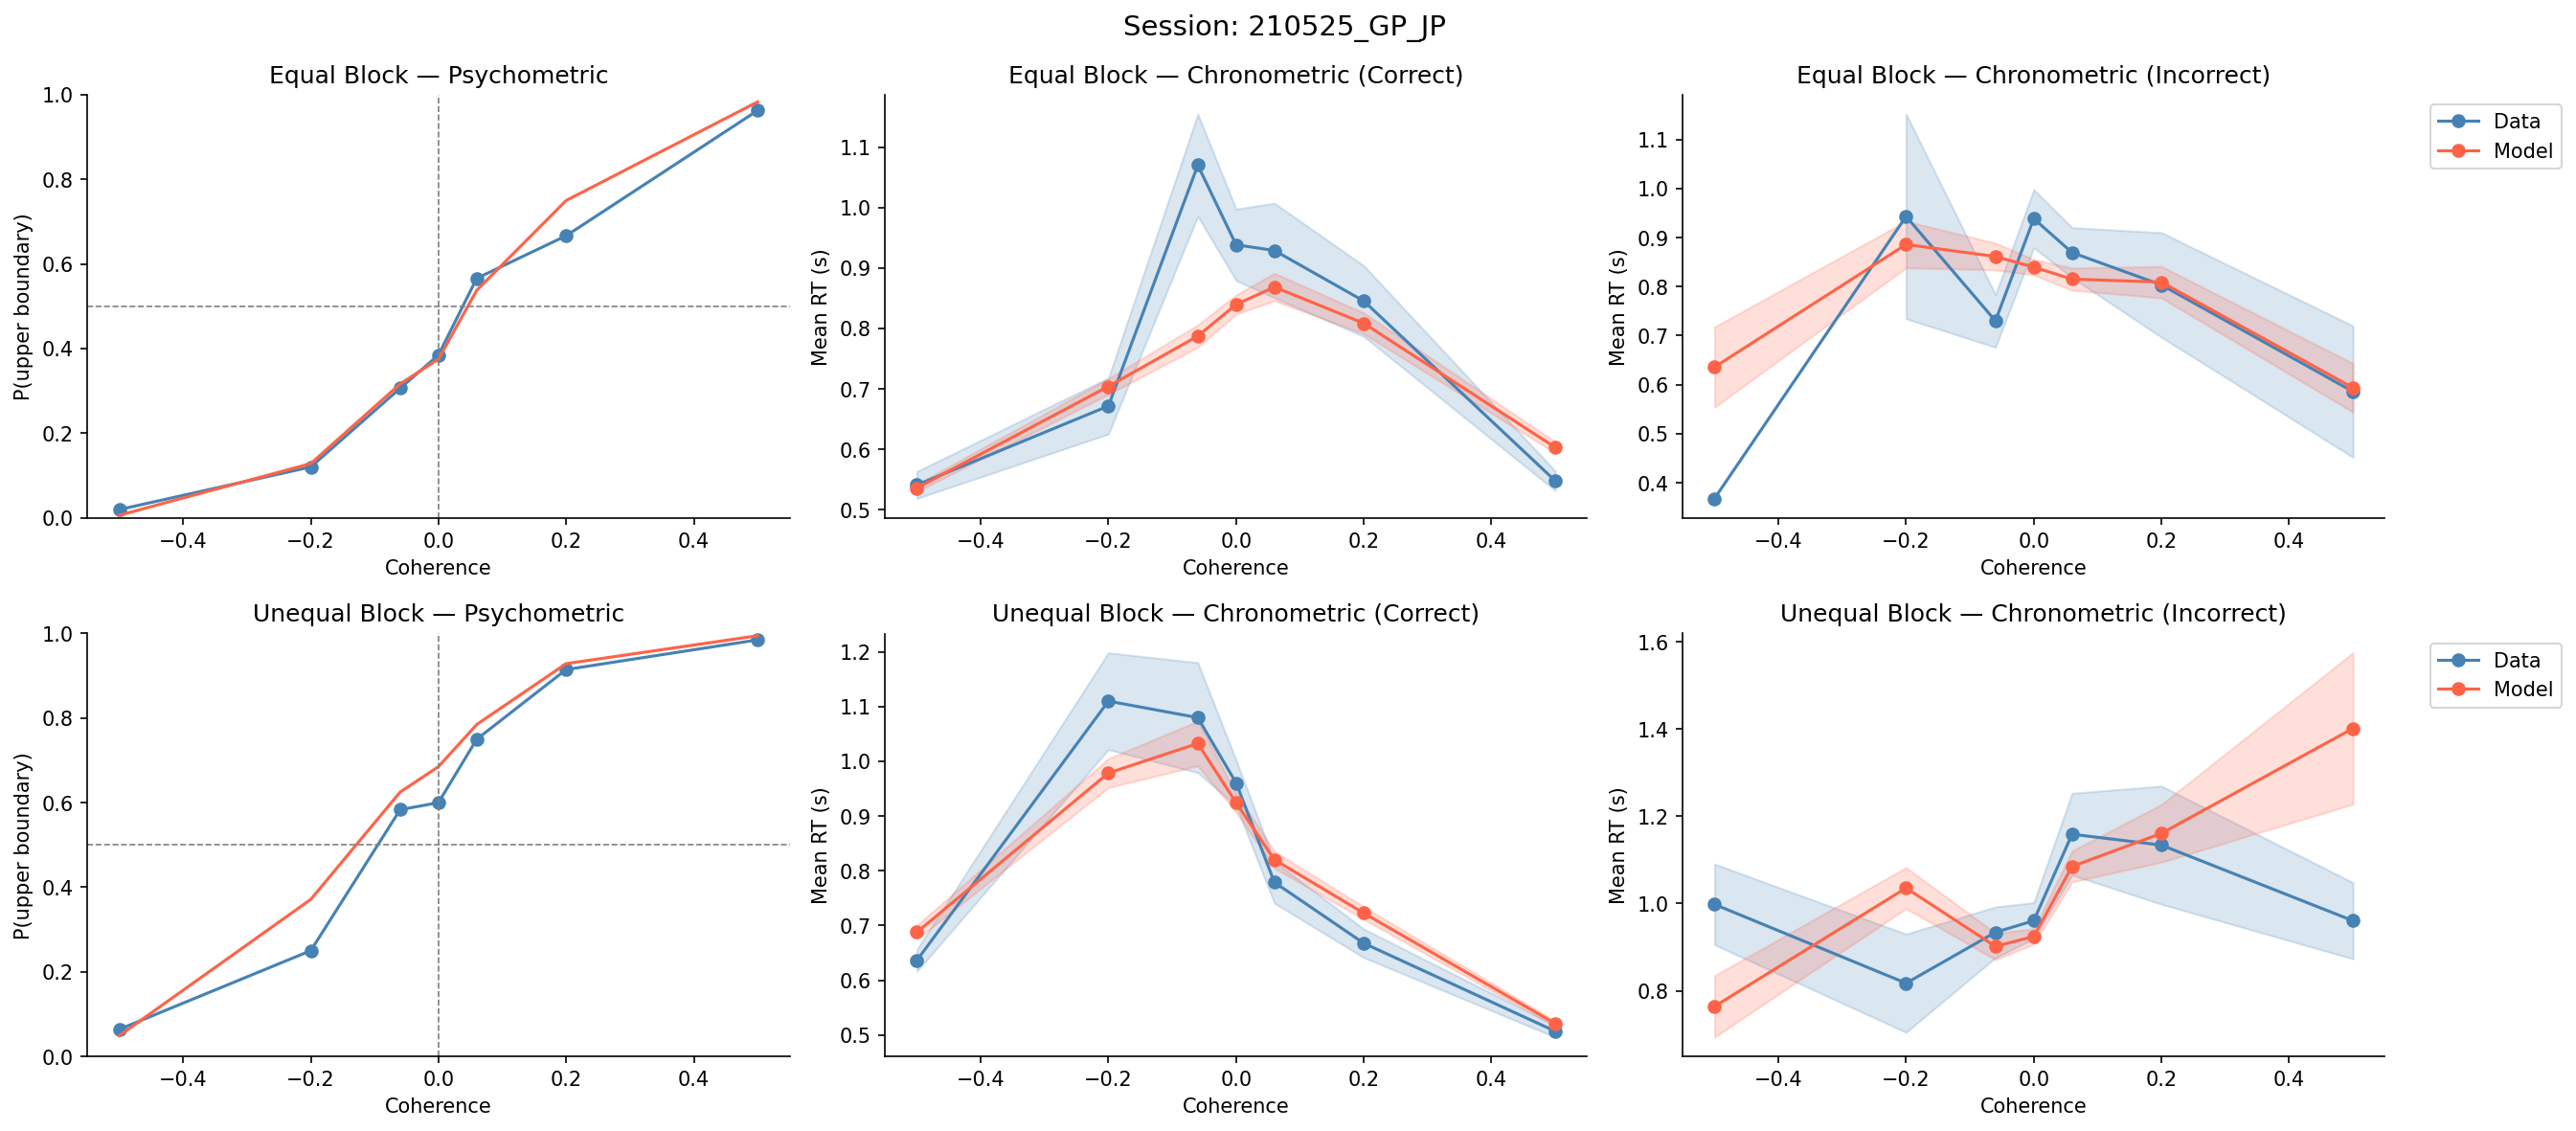 Session: 210525_GP_JP
Equal Block — Psychometric
P(upper boundary)
1.0
0.8
0.6
0.4
0.2
0.0
−0.4 −0.2 0.0 0.2 0.4
Coherence
Equal Block — Chronometric (Correct)
Mean RT (s)
1.1
1.0
0.9
0.8
0.7
0.6
0.5
−0.4 −0.2 0.0 0.2 0.4
Coherence
Equal Block — Chronometric (Incorrect)
Mean RT (s)
1.1
1.0
0.9
0.8
0.7
0.6
0.5
0.4
−0.4 −0.2 0.0 0.2 0.4
Coherence
Data
Model
Unequal Block — Psychometric
P(upper boundary)
1.0
0.8
0.6
0.4
0.2
0.0
−0.4 −0.2 0.0 0.2 0.4
Coherence
Unequal Block — Chronometric (Correct)
Mean RT (s)
1.2
1.1
1.0
0.9
0.8
0.7
0.6
0.5
−0.4 −0.2 0.0 0.2 0.4
Coherence
Unequal Block — Chronometric (Incorrect)
Mean RT (s)
1.6
1.4
1.2
1.0
0.8
−0.4 −0.2 0.0 0.2 0.4
Coherence
Data
Model